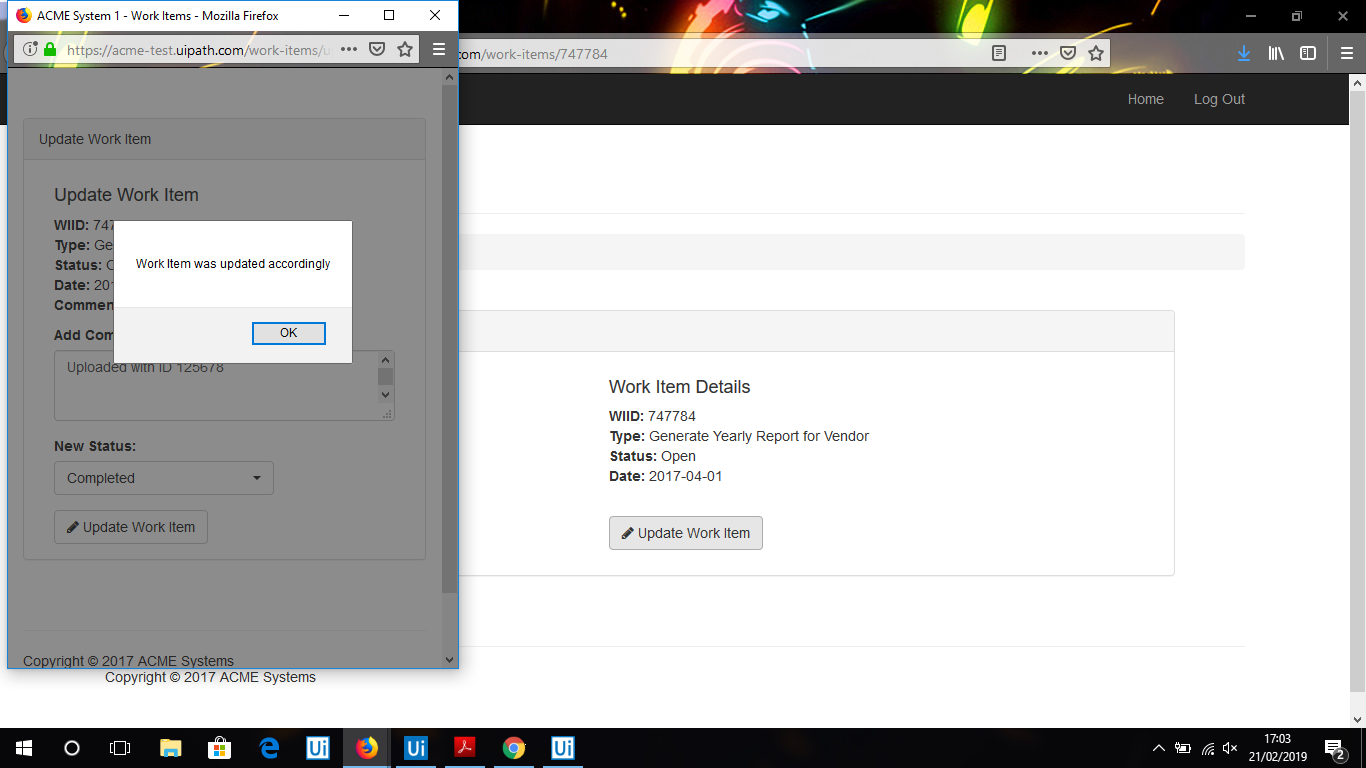 ACME System 1 - Work Items - Mozilla Firefox
https://acme-test.uipath.com/work-items/u
.com/work-items/747784
Home
Log Out
Update Work Item
Update Work Item
WIID: 747
Type: Ge
Status:
Date: 201
Commen
Add Com
Work Item was updated accordingly
OK
Uploaded with ID 125678
New Status:
Completed
Update Work Item
Copyright © 2017 ACME Systems
Work Item Details
WIID: 747784
Type: Generate Yearly Report for Vendor
Status: Open
Date: 2017-04-01
Update Work Item
Copyright © 2017 ACME Systems
Ui
Ui
Ui
17:03
21/02/2019
2